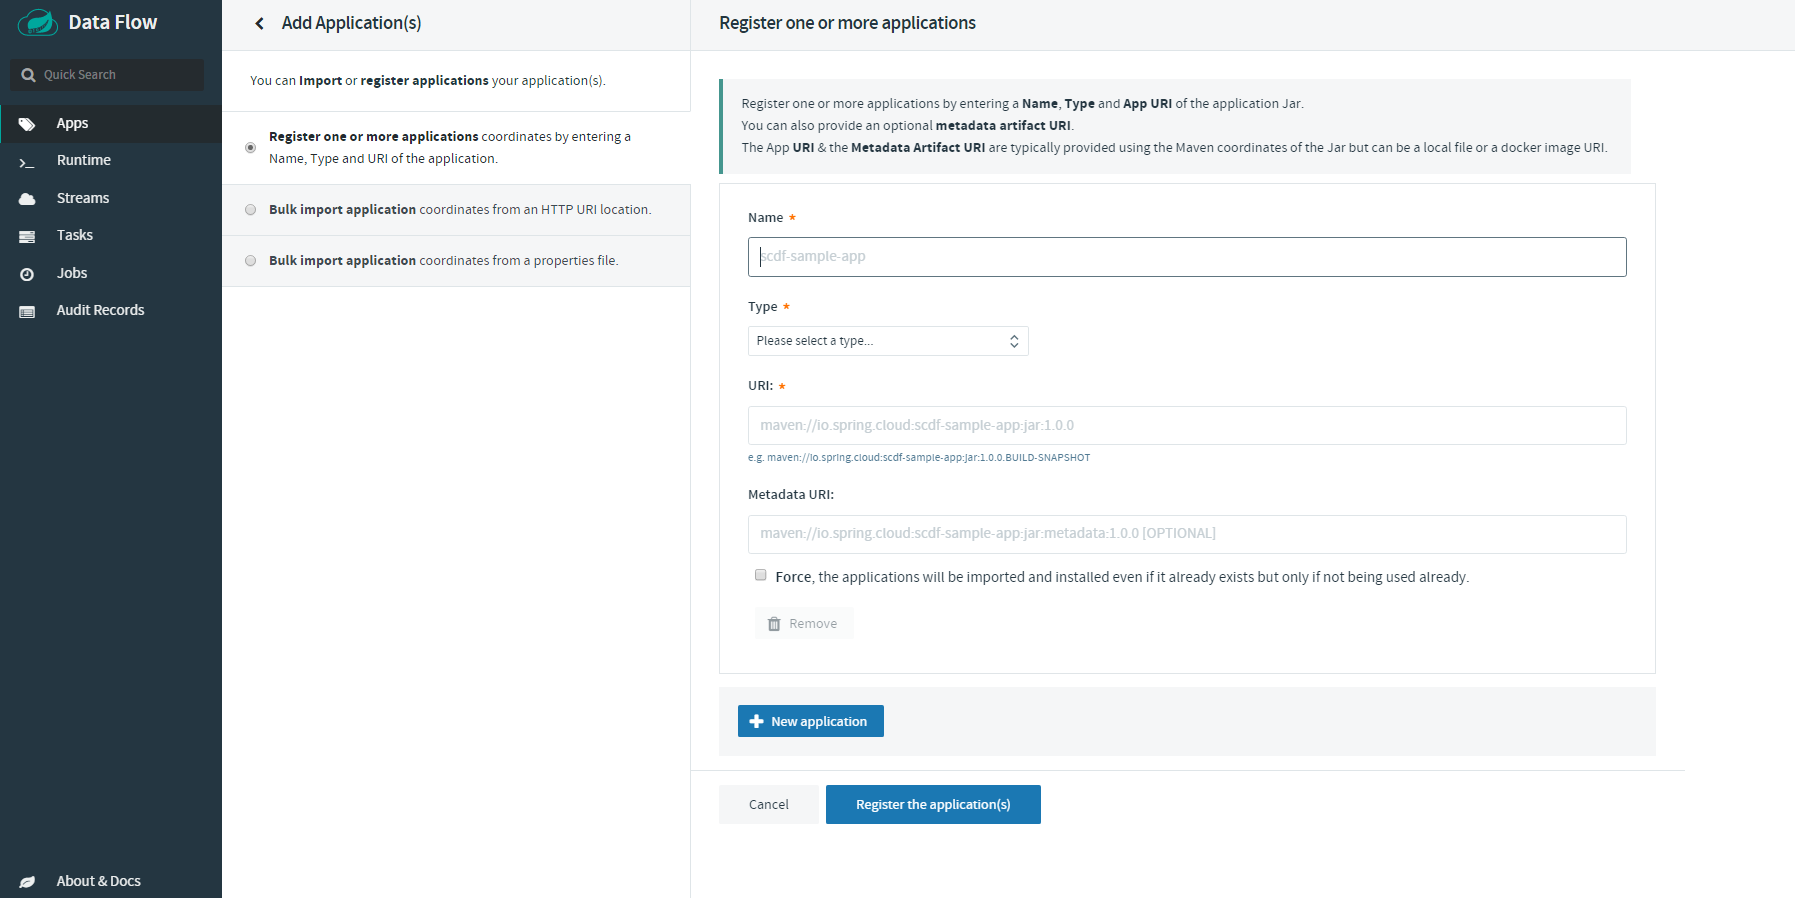 Data Flow
Quick Search
Apps
Runtime
Streams
Tasks
Jobs
Audit Records
About & Docs
Add Application(s)
You can Import or register applications your application(s).
Register one or more applications coordinates by entering a
Name, Type and URI of the application.
Bulk import application coordinates from an HTTP URI location.
Bulk import application coordinates from a properties file.
Register one or more applications
Register one or more applications by entering a Name, Type and App URI of the application Jar.
You can also provide an optional metadata artifact URI.
The App URI & the Metadata Artifact URI are typically provided using the Maven coordinates of the Jar but can be a local file or a docker image URI.
Name *
scdf-sample-app
Type *
Please select a type...
URI: *
maven://io.spring.cloud:scdf-sample-app:jar:1.0.0
e.g. maven://io.spring.cloud:scdf-sample-app:jar:1.0.0.BUILD-SNAPSHOT
Metadata URI:
maven://io.spring.cloud:scdf-sample-app:jar:metadata:1.0.0 [OPTIONAL]
Force, the applications will be imported and installed even if it already exists but only if not being used already.
Remove
New application
Cancel
Register the application(s)